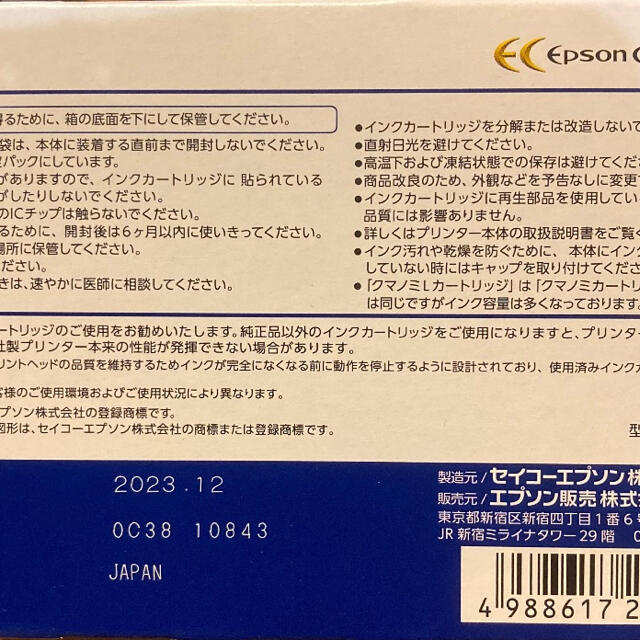 EC Epson
得るために、箱の底面を下にして保管してください。
袋は、本体に装着する直前まで開封しないでください。
パックにしています。
がありますので、インクカートリッジに 貼られている
がしたりしないでください。
のICチップは触らないでください。
るために、開封後は6ヶ月以内に使いきってください。
場所に保管してください。
ださい。
きは、速やかに医師に相談してください。
●インクカートリッジを分解または改造しないで
●直射日光を避けてください。
●高温下および凍結状態での保存は避けてくださ
●商品改良のため、外観などを予告なしに変更す
●インクカートリッジに再生部品を使用してい
品質には影響ありません。
●詳しくはプリンター本体の取扱説明書をご覧く
●インク汚れや乾燥を防ぐために、本体にイン
していない時にはキャップを取り付けてくださ
●「クマノミLカートリッジ」は「クマノミカートリ
は同じですがインク容量は多くなっております。
ートリッジのご使用をお勧めいたします。純正品以外のインクカートリッジをご使用になりますと、プリンター
社製プリンター本来の性能が発揮できない場合があります。
リントヘッドの品質を維持するためインクが完全になくなる前に動作を停止するように設計されており、使用済みインクカ
客様のご使用環境およびご使用状況により異なります。
プソン株式会社の登録商標です。
図形は、セイコーエプソン株式会社の商標または登録商標です。
型
2023.12
0C38 10843
JAPAN
製造元/セイコーエプソン株
販売元/エプソン販売株式
東京都新宿区新宿四丁目1番6号
JR 新宿ミライナタワー 29階
4 988617 2